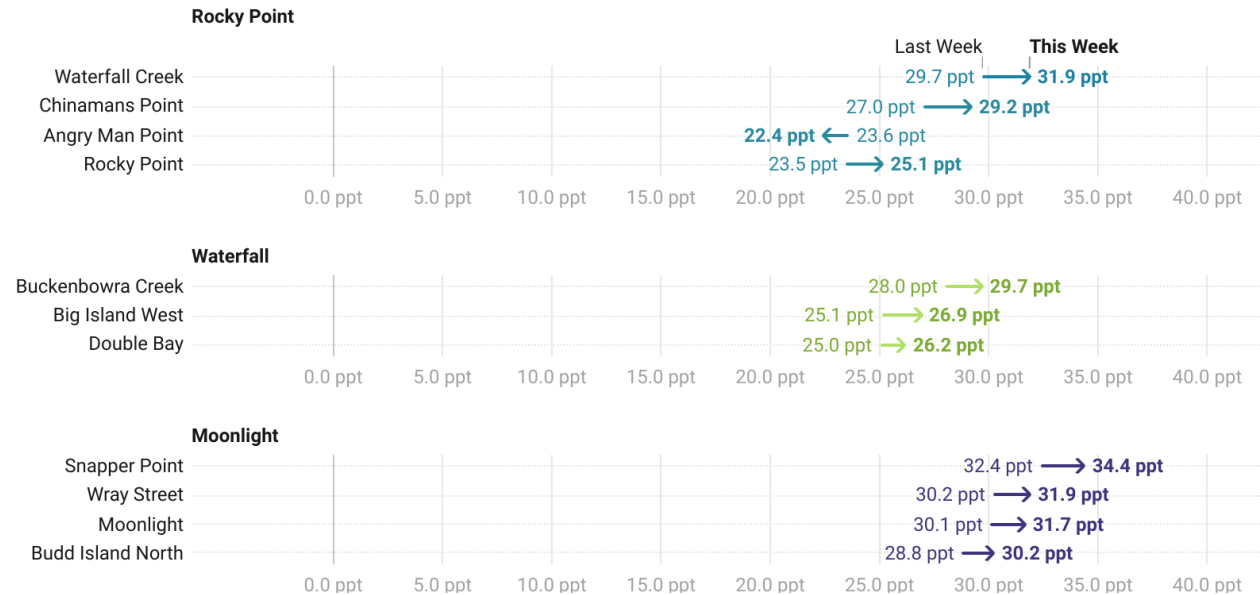 Rocky Point
Last Week This Week
Waterfall Creek 29.7 ppt 31.9 ppt
Chinamans Point 27.0 ppt 29.2 ppt
Angry Man Point 22.4 ppt 23.6 ppt
Rocky Point 23.5 ppt 25.1 ppt
0.0 ppt 5.0 ppt 10.0 ppt 15.0 ppt 20.0 ppt 25.0 ppt 30.0 ppt 35.0 ppt 40.0 ppt
Waterfall
Buckenbowra Creek 28.0 ppt 29.7 ppt
Big Island West 25.1 ppt 26.9 ppt
Double Bay 25.0 ppt 26.2 ppt
0.0 ppt 5.0 ppt 10.0 ppt 15.0 ppt 20.0 ppt 25.0 ppt 30.0 ppt 35.0 ppt 40.0 ppt
Moonlight
Snapper Point 32.4 ppt 34.4 ppt
Wray Street 30.2 ppt 31.9 ppt
Moonlight 30.1 ppt 31.7 ppt
Budd Island North 28.8 ppt 30.2 ppt
0.0 ppt 5.0 ppt 10.0 ppt 15.0 ppt 20.0 ppt 25.0 ppt 30.0 ppt 35.0 ppt 40.0 ppt